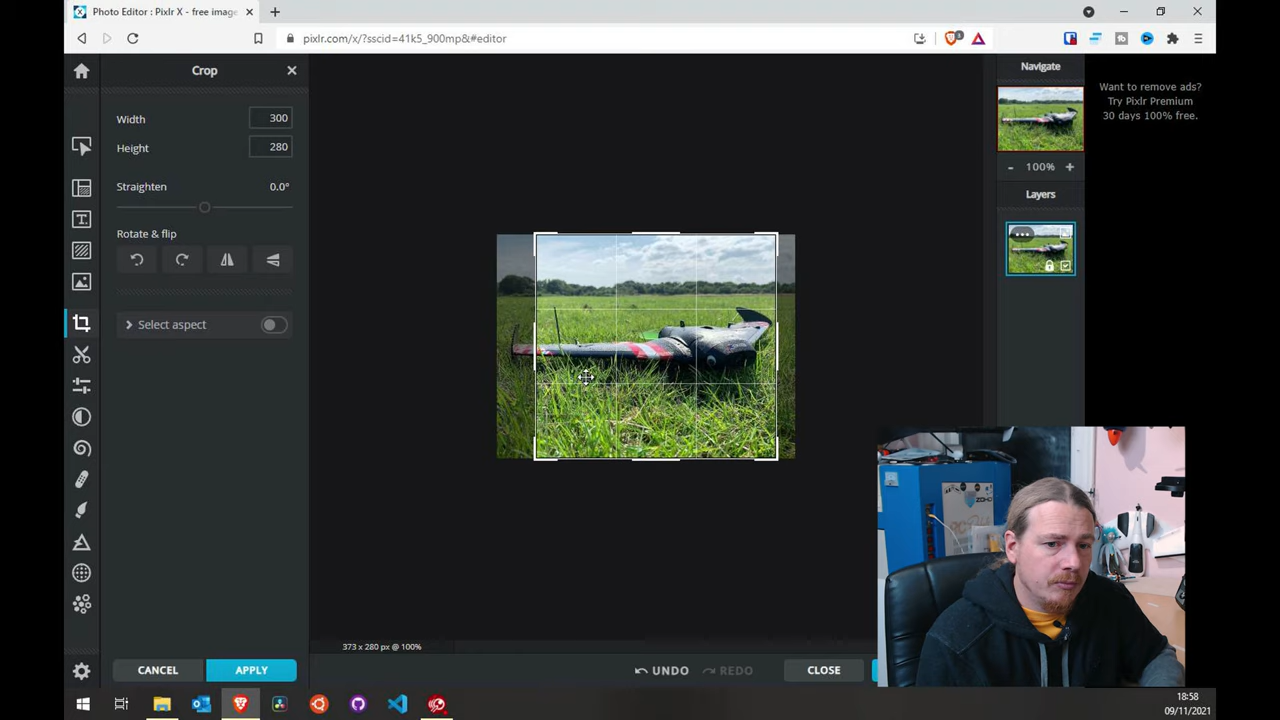 Photo Editor : Pixlr X - free image
pixlr.com/x/?sscid=41k5_900mp&#editor
Crop
Width
300
Height
280
Straighten
0.0°
Rotate & flip
Select aspect
CANCEL
APPLY
373 x 280 px @ 100%
UNDO
REDO
CLOSE
Navigate
100%
Layers
Want to remove ads?
Try Pixlr Premium
30 days 100% free.
18:58
09/11/2021